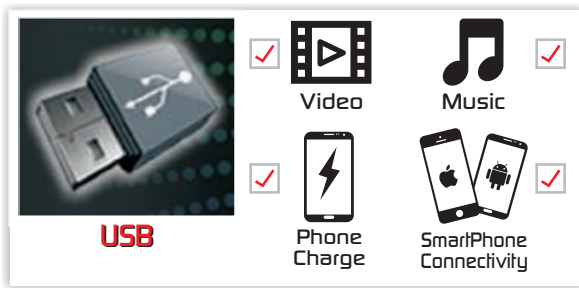 Video
Music
USB
Phone
Charge
SmartPhone
Connectivity